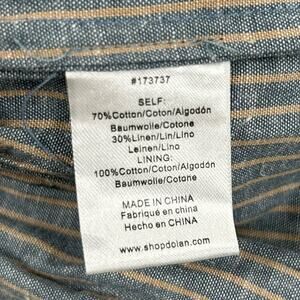 #173737
SELF:
70%Cotton/Coton/Algodón
Baumwolle/Cotone
30%Linen/Lin/Lino
Leinen/Lino
LINING:
100%Cotton/Coton/Algodón
Baumwolle/Cotone
MADE IN CHINA
Fabriqué en china
Hecho en CHINA
www.shopdolan.com